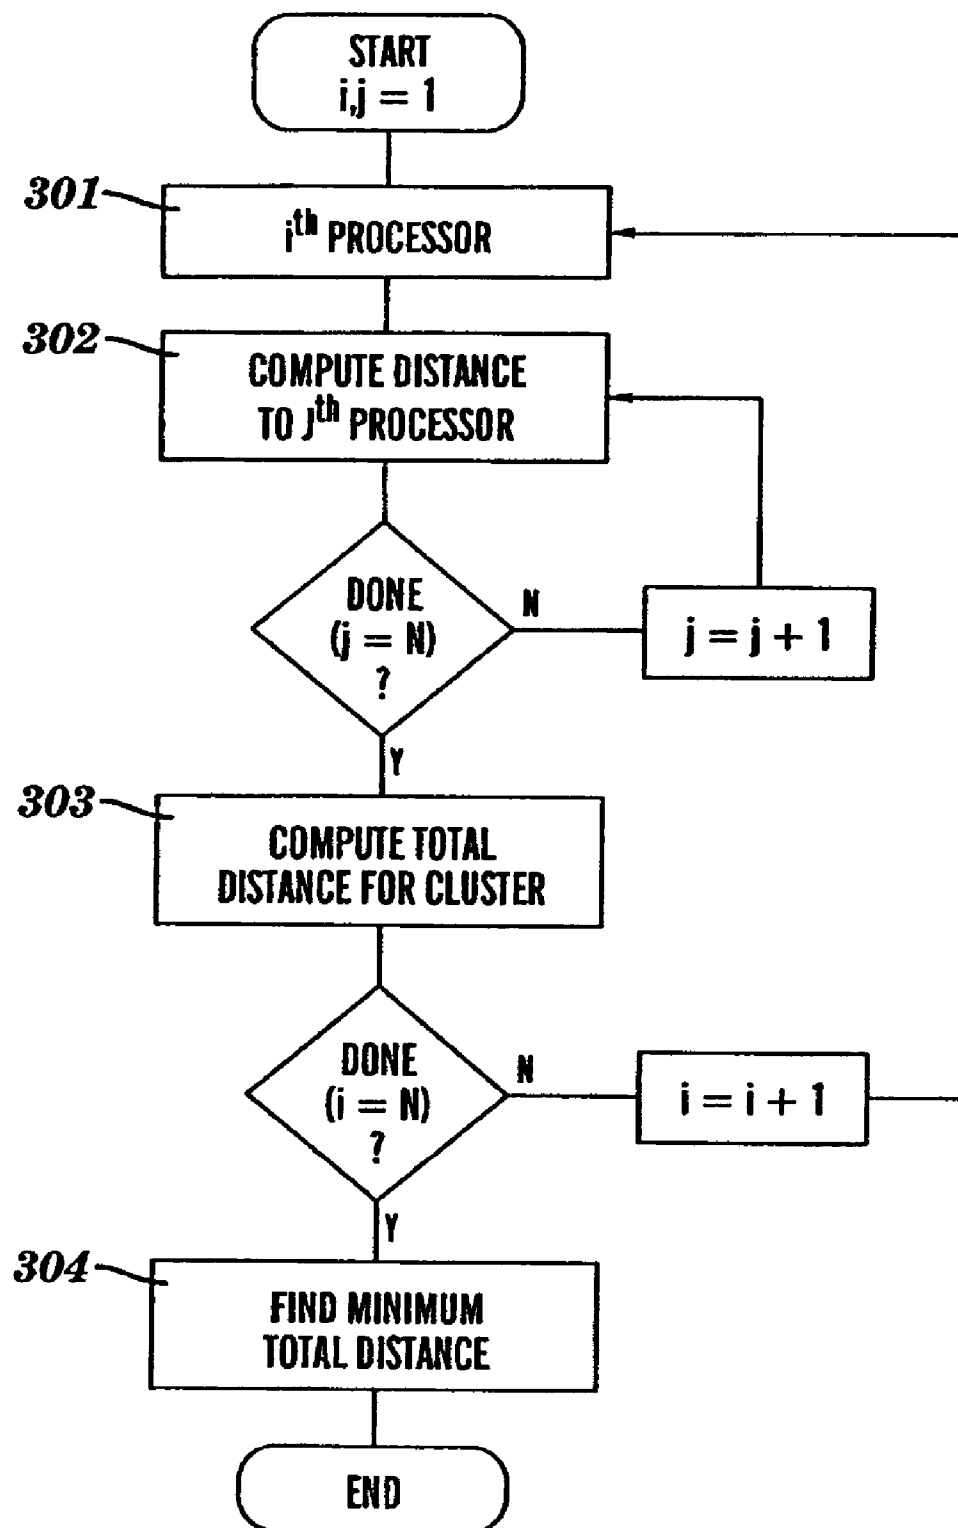 START
i,j = 1
301
ith PROCESSOR
302
COMPUTE DISTANCE
TO Jth PROCESSOR
DONE
(j = N)
?
N
j = j + 1
Y
303
COMPUTE TOTAL
DISTANCE FOR CLUSTER
DONE
(i = N)
?
N
i = i + 1
Y
304
FIND MINIMUM
TOTAL DISTANCE
END